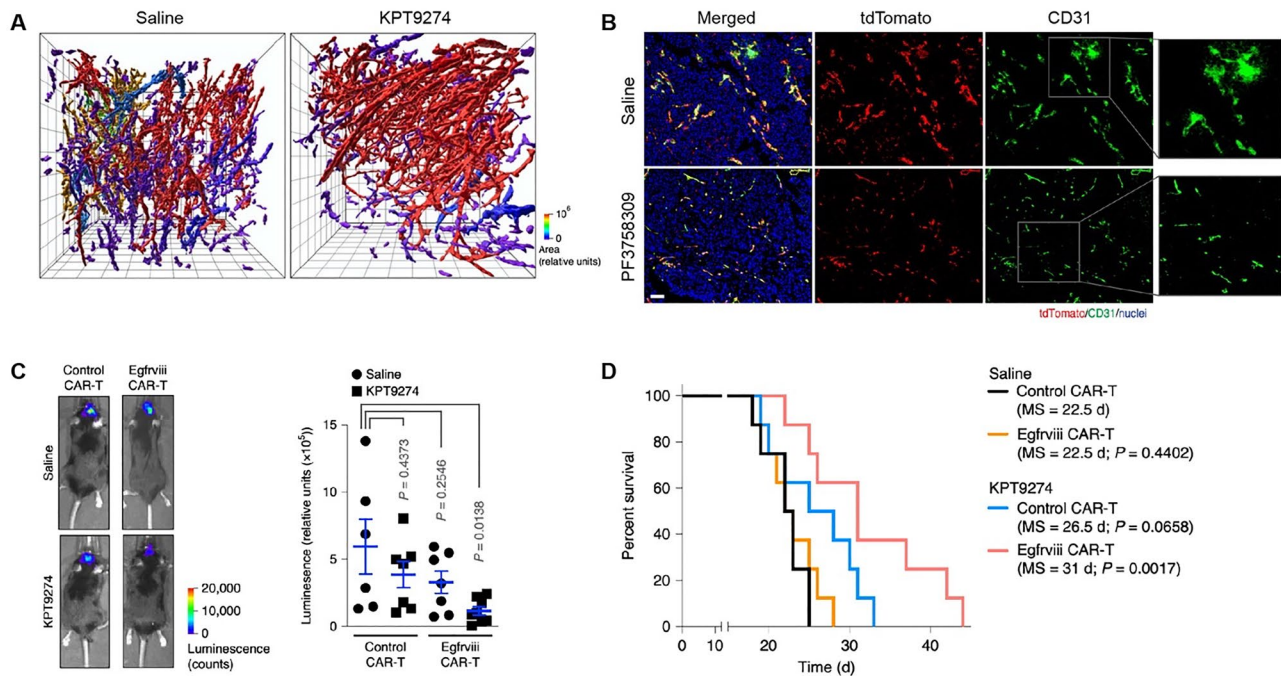 A
Saline
KPT9274
10⁶
0
Area
(relative units)
B
Merged
tdTomato
CD31
Saline
PF3758309
tdTomato/CD31/nuclei
C
Control
CAR-T
Egfrviii
CAR-T
Saline
KPT9274
20,000
10,000
0
Luminescence
(counts)
Saline
KPT9274
Luminesence (relative units (×10⁵))
15
10
5
0
P = 0.4373
P = 0.2546
P = 0.0138
Control
CAR-T
Egfrviii
CAR-T
D
Percent survival
100
80
60
40
20
0
0
10
20
30
40
Time (d)
Saline
Control CAR-T
(MS = 22.5 d)
Egfrviii CAR-T
(MS = 22.5 d; P = 0.4402)
KPT9274
Control CAR-T
(MS = 26.5 d; P = 0.0658)
Egfrviii CAR-T
(MS = 31 d; P = 0.0017)